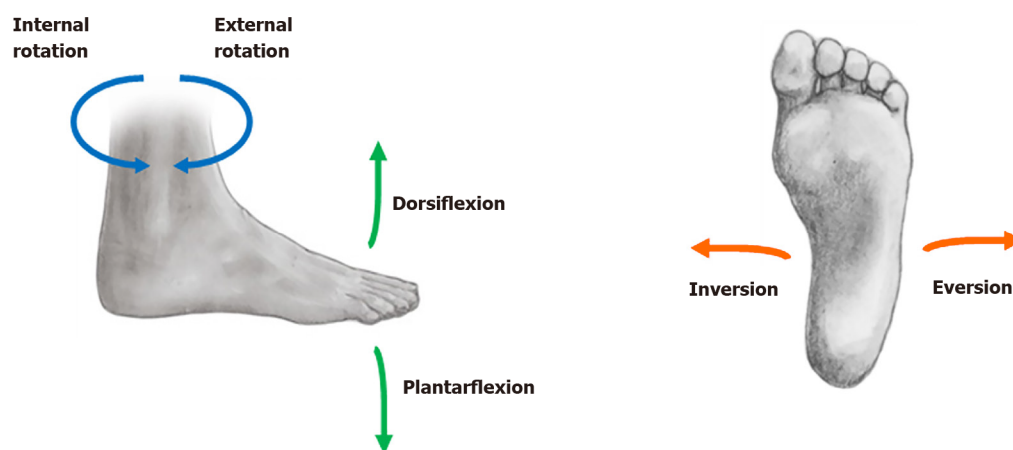 Internal
rotation
External
rotation
Dorsiflexion
Plantarflexion
Inversion
Eversion